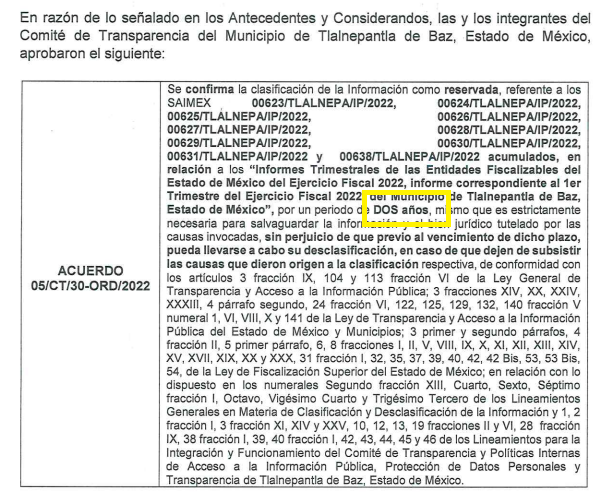 En razón de lo señalado en los Antecedentes y Considerandos, las y los integrantes del
Comité de Transparencia del Municipio de Tlalnepantla de Baz, Estado de México,
aprobaron el siguiente:
ACUERDO
05/CT/30-ORD/2022
Se confirma la clasificación de la Información como reservada, referente a los
SAIMEX 00623/TLALNEPA/IP/2022, 00624/TLALNEPA/IP/2022,
00625/TLALNEPA/IP/2022, 00626/TLALNEPA/IP/2022,
00627/TLALNEPA/IP/2022, 00628/TLALNEPA/IP/2022,
00629/TLALNEPA/IP/2022, 00630/TLALNEPA/IP/2022,
00631/TLALNEPA/IP/2022 y 00638/TLALNEPA/IP/2022 acumulados, en
relación a los "Informes Trimestrales de las Entidades Fiscalizables del
Estado de México del Ejercicio Fiscal 2022, informe correspondiente al 1er
Trimestre del Ejercicio Fiscal 2022, del Municipio de Tlalnepantla de Baz,
Estado de México", por un periodo de DOS años, mismo que es estrictamente
necesaria para salvaguardar la información y el bien jurídico tutelado por las
causas invocadas, sin perjuicio de que previo al vencimiento de dicho plazo,
pueda llevarse a cabo su desclasificación, en caso de que dejen de subsistir
las causas que dieron origen a la clasificación respectiva, de conformidad con
los artículos 3 fracción IX, 104 y 113 fracción VI de la Ley General de
Transparencia y Acceso a la Información Pública; 3 fracciones XIV, XX, XXIV,
XXXIII, 4 párrafo segundo, 24 fracción VI, 122, 125, 129, 132, 140 fracción V
numeral 1, VI, VIII, X y 141 de la Ley de Transparencia y Acceso a la Información
Pública del Estado de México y Municipios; 3 primer y segundo párrafos, 4
fracción II, 5 primer párrafo, 6, 8 fracciones I, II, V, VIII, IX, X, XI, XII, XIII, XIV,
XV, XVII, XIX, XX y XXX, 31 fracción I, 32, 35, 37, 39, 40, 42, 42 Bis, 53, 53 Bis,
54, de la Ley de Fiscalización Superior del Estado de México; en relación con lo
dispuesto en los numerales Segundo fracción XIII, Cuarto, Sexto, Séptimo
fracción I, Octavo, Vigésimo Cuarto y Trigésimo Tercero de los Lineamientos
Generales en Materia de Clasificación y Desclasificación de la Información y 1, 2
fracción I, 3 fracción XI, XIV y XXV, 10, 12, 13, 19 fracciones II y VI, 28 fracción
IX, 38 fracción I, 39, 40 fracción I, 42, 43, 44, 45 y 46 de los Lineamientos para la
Integración y Funcionamiento del Comité de Transparencia y Políticas Internas
de Acceso a la Información Pública, Protección de Datos Personales y
Transparencia de Tlalnepantla de Baz, Estado de México.